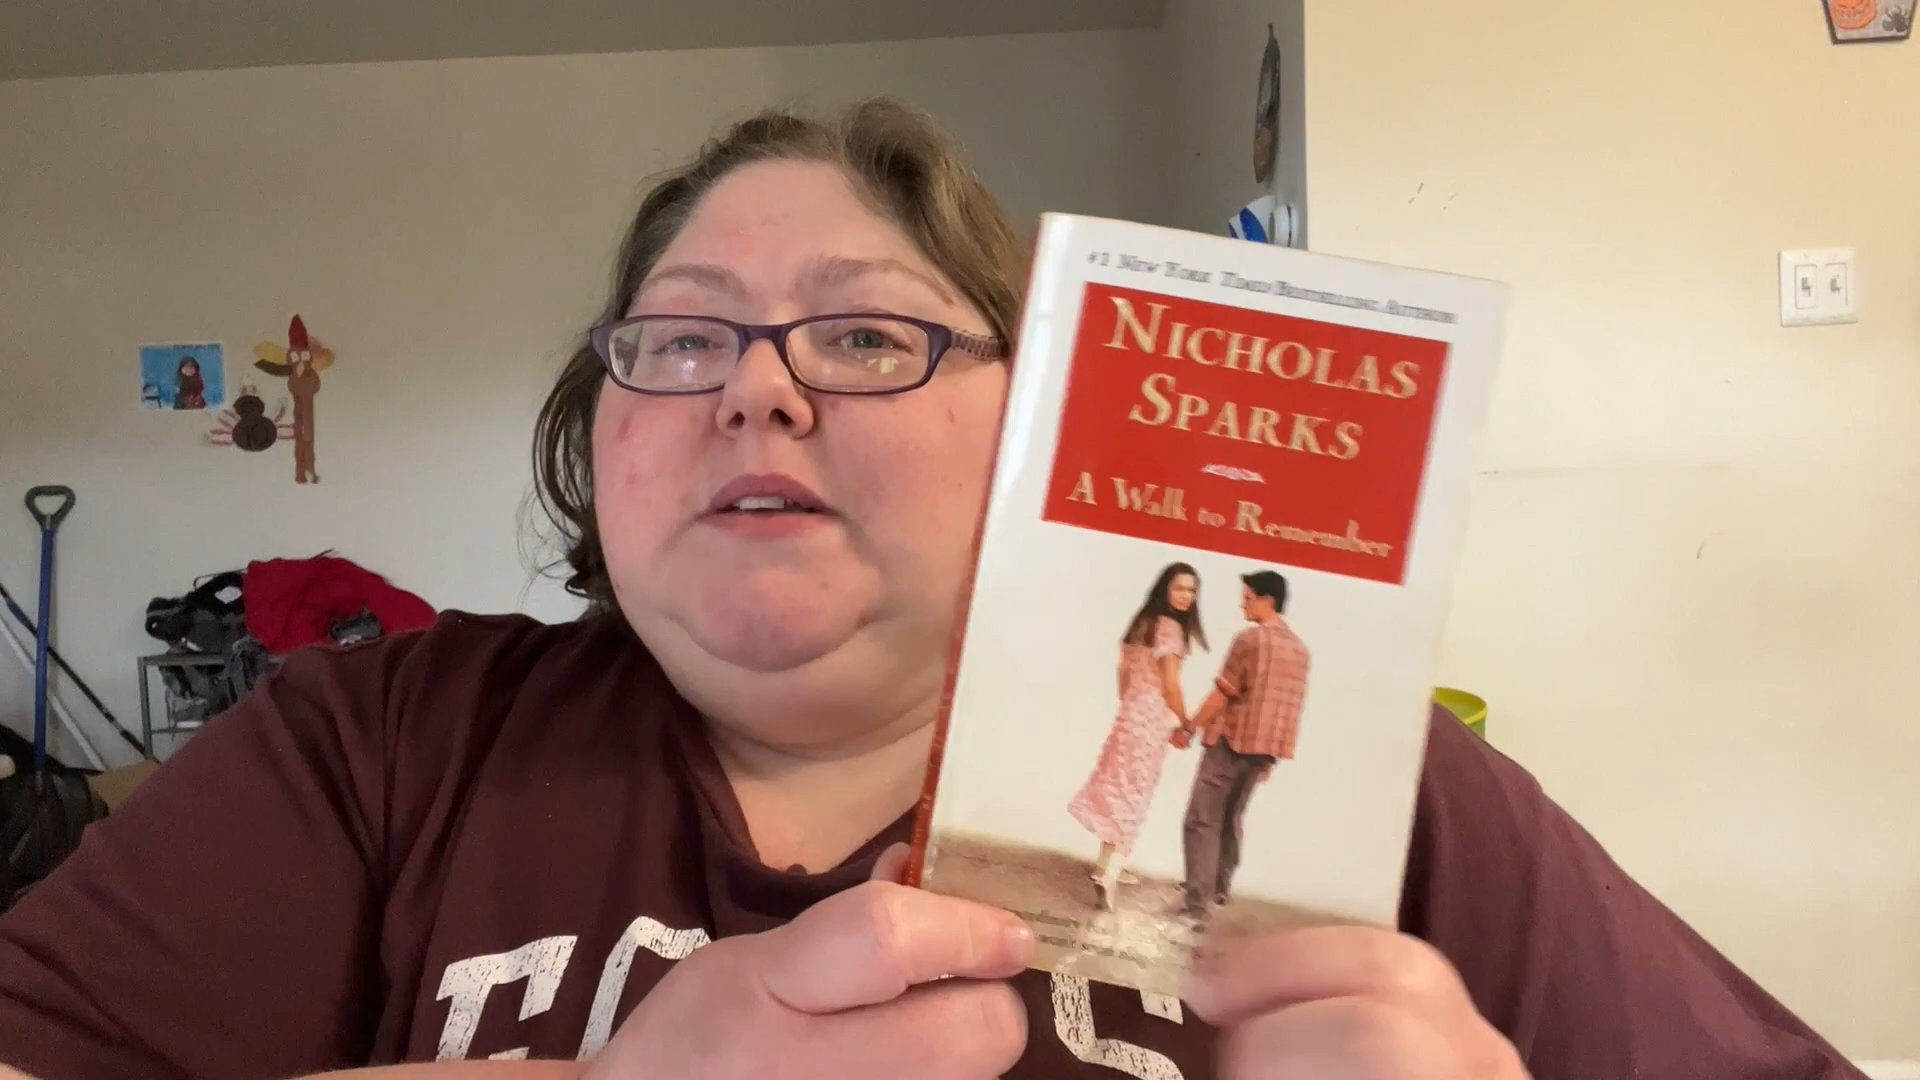 #1 New York Times Bestselling Author
NICHOLAS
SPARKS
A Walk to Remember